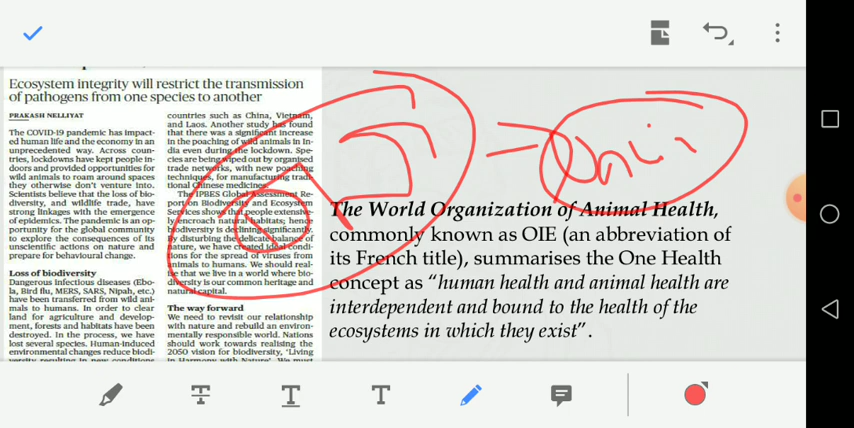 Ecosystem integrity will restrict the transmission
of pathogens from one species to another
PRAKASH NELLIYAT
The COVID-19 pandemic has impact-
ed human life and the economy in an
unprecedented way. Across coun-
tries, lockdowns have kept people in-
doors and provided opportunities for
wild animals to roam around spaces
they otherwise don't venture into.
Scientists believe that the loss of bio-
diversity, and wildlife trade, have
strong linkages with the emergence
of epidemics. The pandemic is an op-
portunity for the global community
to explore the consequences of its
unscientific actions on nature and
prepare for behavioural change.
Loss of biodiversity
Dangerous infectious diseases (Ebo-
la, Bird flu, MERS, SARS, Nipah, etc.)
have been transferred from wild ani-
mals to humans. In order to clear
land for agriculture and develop-
ment, forests and habitats have been
destroyed. In the process, we have
lost several species. Human-induced
environmental changes reduce biodi-
versity resulting in new conditions
countries such as China, Vietnam,
and Laos. Another study has found
that there was a significant increase
in the poaching of wild animals in In-
dia even during the lockdown. Spe-
cies are being wiped out by organised
trade networks, with new poaching
techniques, for manufacturing tradi-
tional Chinese medicines.
The IPBES Global Assessment Re-
port on Biodiversity and Ecosystem
Services says that people extensive-
ly encroach natural habitats; hence
biodiversity is declining significantly.
By disturbing the delicate balance of
nature, we have created ideal condi-
tions for the spread of viruses from
animals to humans. We should real-
ise that we live in a world where bio-
diversity is our common heritage and
natural capital.
The way forward
We need to revisit our relationship
with nature and rebuild an environ-
mentally responsible world. Nations
should work towards realising the
2050 vision for biodiversity, 'Living
in Harmony with Nature'. We must
The World Organization of Animal Health,
commonly known as OIE (an abbreviation of
its French title), summarises the One Health
concept as “human health and animal health are
interdependent and bound to the health of the
ecosystems in which they exist”.